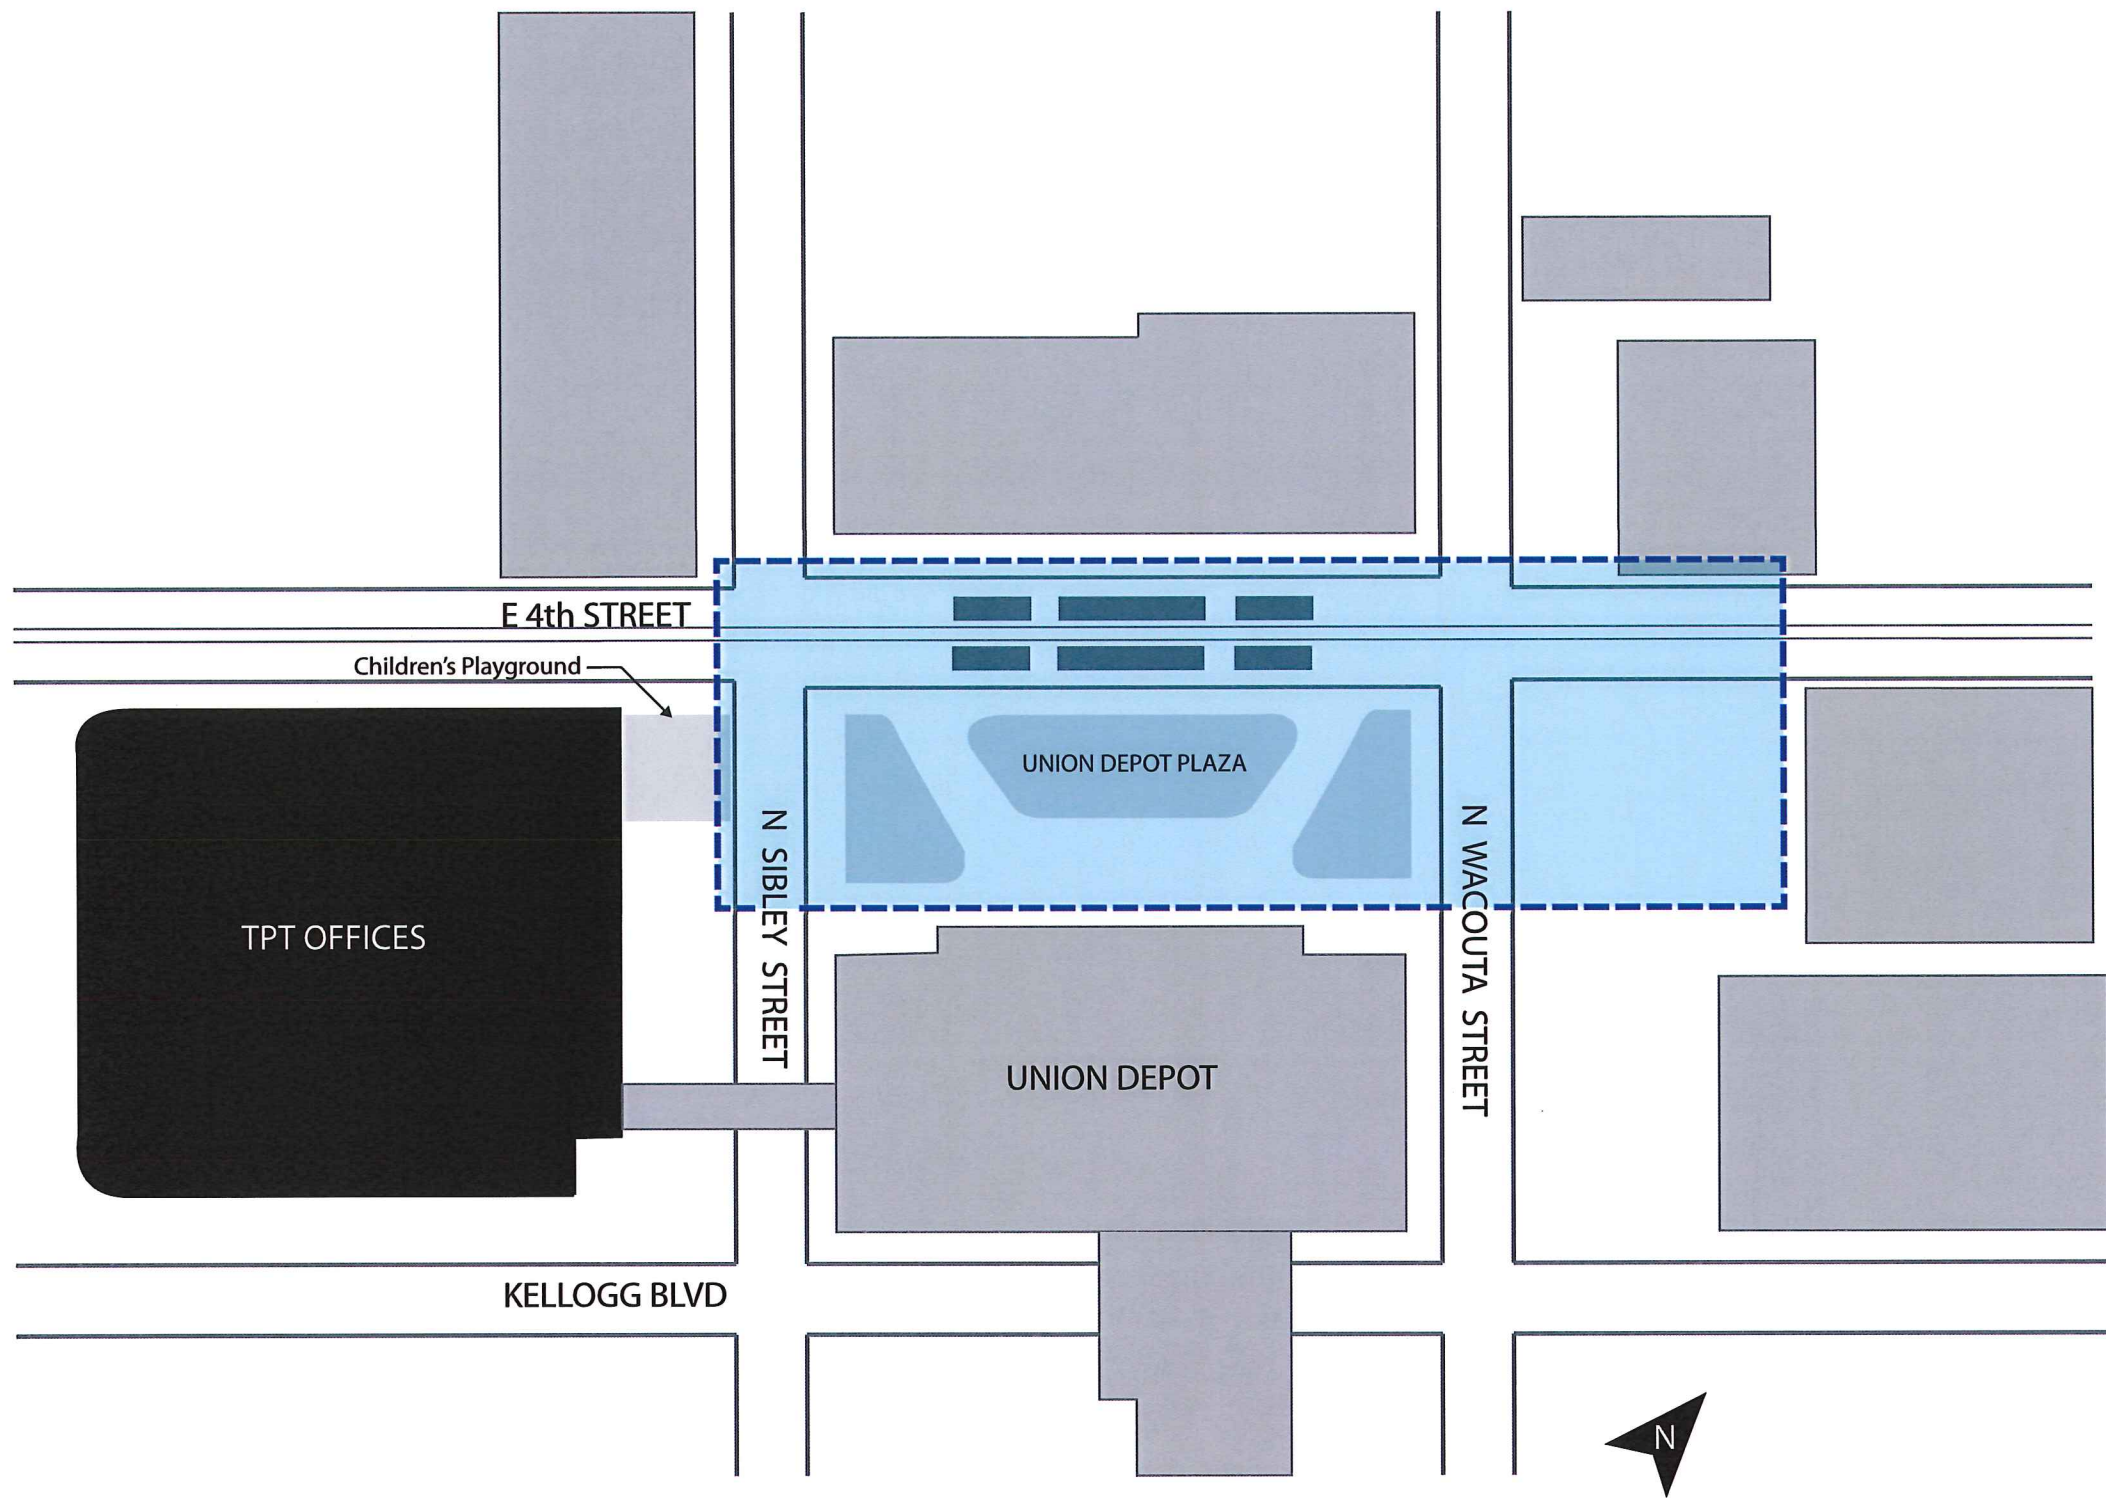 E 4th STREET
Children's Playground
UNION DEPOT PLAZA
N SIBLEY STREET
N WACOUTA STREET
TPT OFFICES
UNION DEPOT
KELLOGG BLVD
N